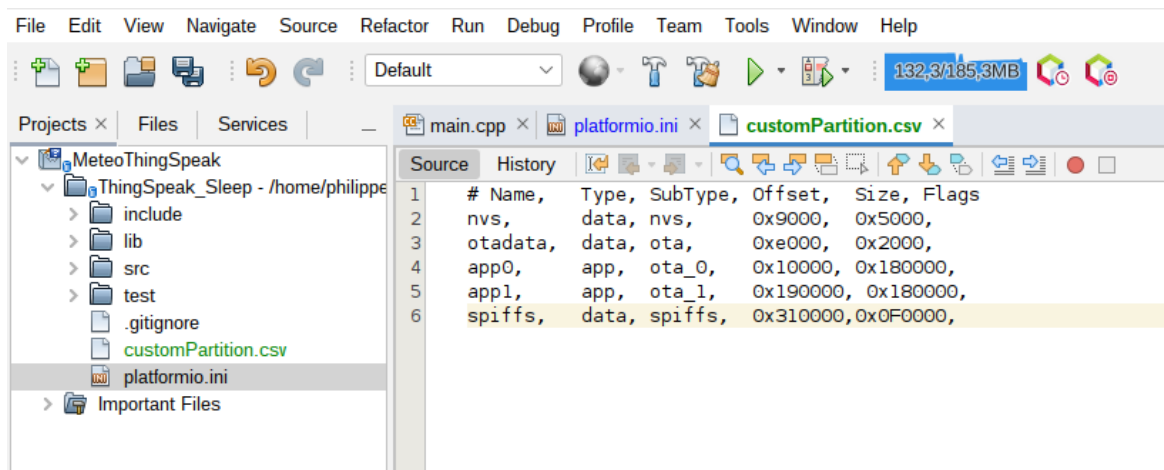 File Edit View Navigate Source Refactor Run Debug Profile Team Tools Window Help
Default 132,3/185,3MB
Projects Files Services
main.cpp platformio.ini customPartition.csv
MeteoThingSpeak
ThingSpeak_Sleep - /home/philippe
include
lib
src
test
.gitignore
customPartition.csv
platformio.ini
Important Files
Source History
1 # Name, Type, SubType, Offset, Size, Flags
2 nvs, data, nvs, 0x9000, 0x5000,
3 otadata, data, ota, 0xe000, 0x2000,
4 app0, app, ota_0, 0x10000, 0x180000,
5 app1, app, ota_1, 0x190000, 0x180000,
6 spiffs, data, spiffs, 0x310000,0x0F0000,